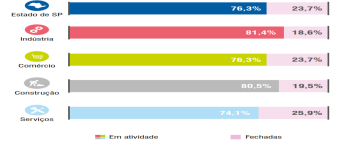 76,3% 23,7%
Estado de SP
81,4% 18,6%
Indústria
76,3% 23,7%
Comércio
80,5% 19,5%
Construção
74,1% 25,9%
Serviços
Em atividade Fechadas